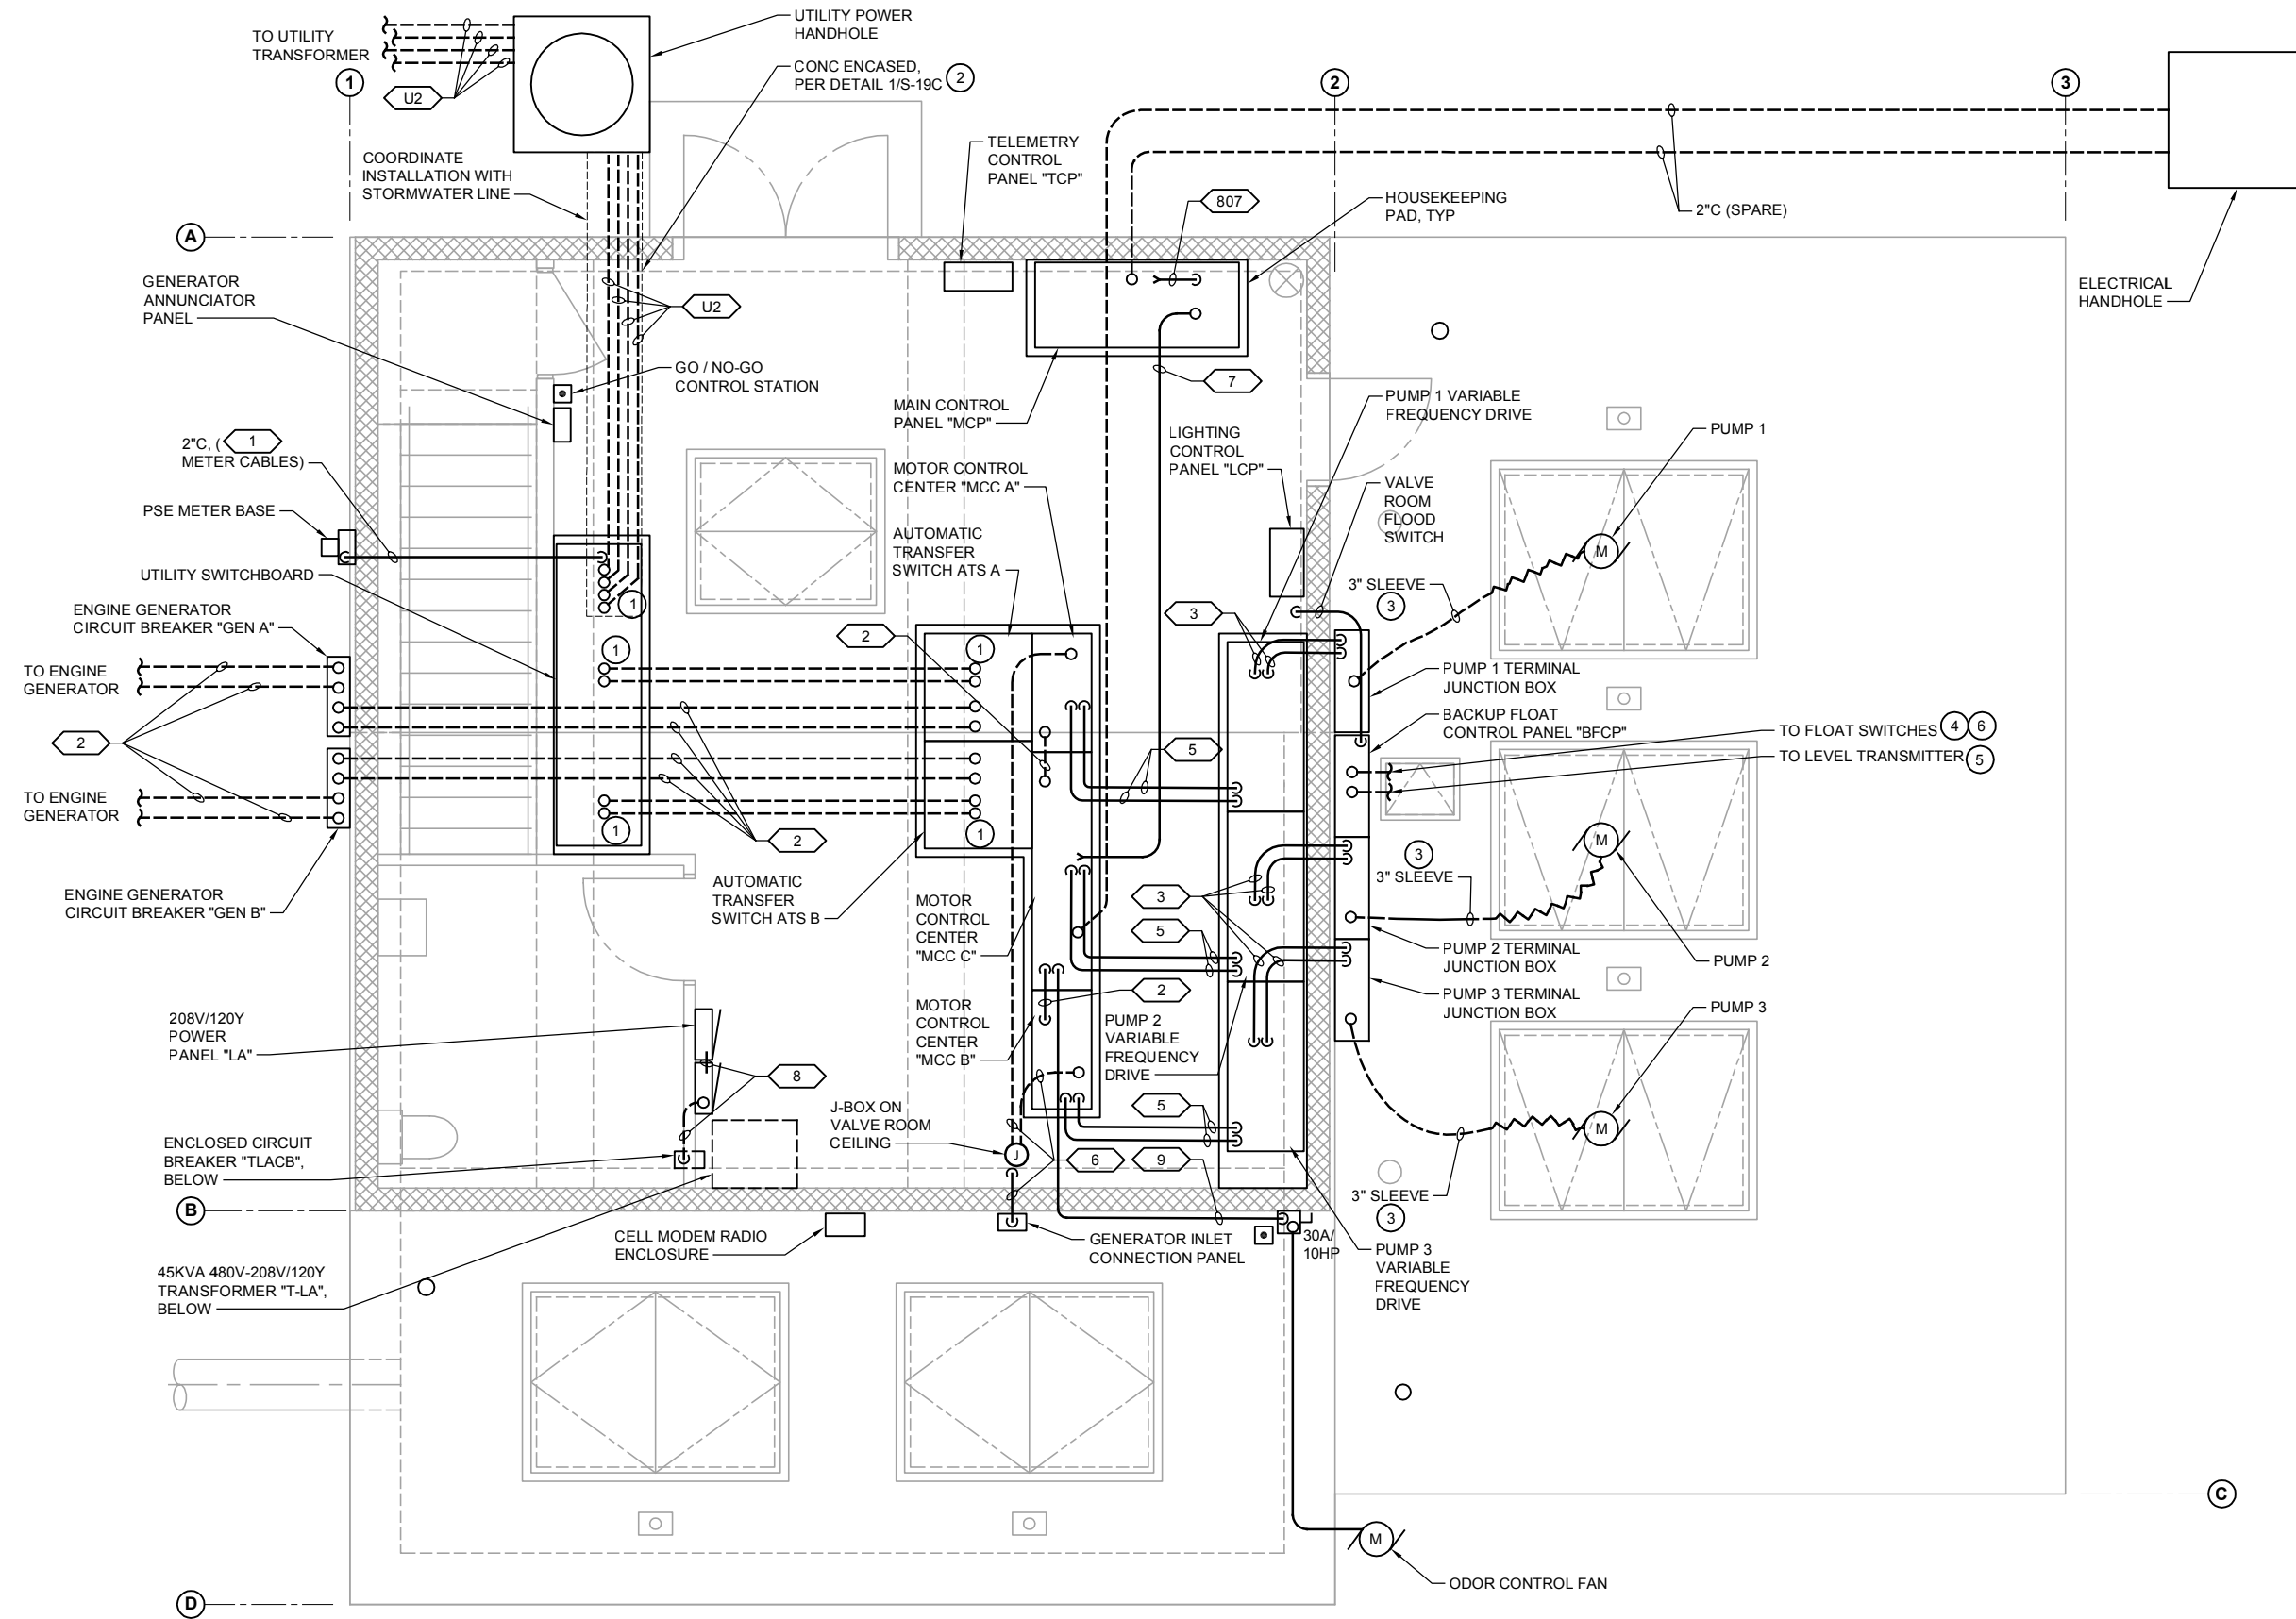 TO UTILITY
TRANSFORMER
U2
1
UTILITY POWER
HANDHOLE
CONC ENCASED,
PER DETAIL 1/S-19C 2
2
3
COORDINATE
INSTALLATION WITH
STORMWATER LINE
TELEMETRY
CONTROL
PANEL "TCP"
807
HOUSEKEEPING
PAD, TYP
2"C (SPARE)
A
GENERATOR
ANNUNCIATOR
PANEL
U2
ELECTRICAL
HANDHOLE
GO / NO-GO
CONTROL STATION
7
MAIN CONTROL
PANEL "MCP"
PUMP 1 VARIABLE
FREQUENCY DRIVE
LIGHTING
CONTROL
PANEL "LCP"
PUMP 1
2"C, ( 1
METER CABLES)
MOTOR CONTROL
CENTER "MCC A"
VALVE
ROOM
FLOOD
SWITCH
PSE METER BASE
AUTOMATIC
TRANSFER
SWITCH ATS A
M
UTILITY SWITCHBOARD
3" SLEEVE
3
1
ENGINE GENERATOR
CIRCUIT BREAKER "GEN A"
3
2
1
1
TO ENGINE
GENERATOR
PUMP 1 TERMINAL
JUNCTION BOX
BACKUP FLOAT
CONTROL PANEL "BFCP"
TO FLOAT SWITCHES 4 6
TO LEVEL TRANSMITTER 5
2
5
TO ENGINE
GENERATOR
1
2
1
M
3
3" SLEEVE
ENGINE GENERATOR
CIRCUIT BREAKER "GEN B"
AUTOMATIC
TRANSFER
SWITCH ATS B
MOTOR
CONTROL
CENTER
"MCC C"
3
5
PUMP 2 TERMINAL
JUNCTION BOX
PUMP 2
2
PUMP 3 TERMINAL
JUNCTION BOX
PUMP 3
MOTOR
CONTROL
CENTER
"MCC B"
PUMP 2
VARIABLE
FREQUENCY
DRIVE
208V/120Y
POWER
PANEL "LA"
8
5
J-BOX ON
VALVE ROOM
CEILING
M
ENCLOSED CIRCUIT
BREAKER "TLACB",
BELOW
J
6
9
3" SLEEVE
3
B
CELL MODEM RADIO
ENCLOSURE
GENERATOR INLET
CONNECTION PANEL
30A/
10HP
PUMP 3
VARIABLE
FREQUENCY
DRIVE
45KVA 480V-208V/120Y
TRANSFORMER "T-LA",
BELOW
C
M
ODOR CONTROL FAN
D